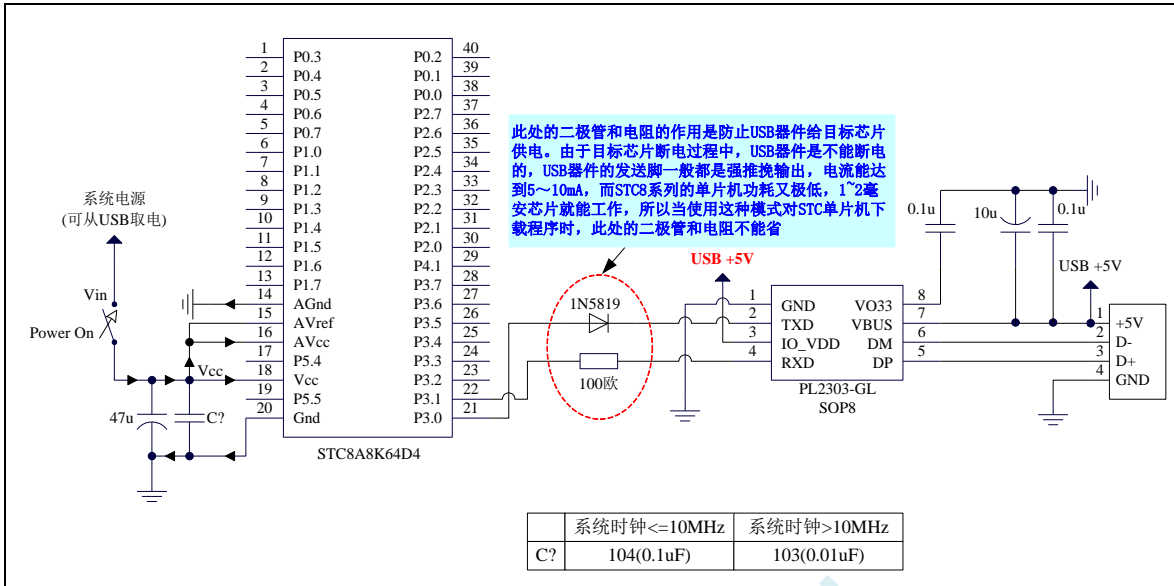 1 P0.3 P0.2 40
2 P0.4 P0.1 39
3 P0.5 P0.0 38
4 P0.6 P2.7 37
5 P0.7 P2.6 36
6 P1.0 P2.5 35
7 P1.1 P2.4 34
8 P1.2 P2.3 33
9 P1.3 P2.2 32
10 P1.4 P2.1 31
11 P1.5 P2.0 30
12 P1.6 P4.1 29
13 P1.7 P3.7 28
14 AGnd P3.6 27
15 AVref P3.5 26
16 AVcc P3.4 25
17 P5.4 P3.3 24
18 Vcc P3.2 23
19 P5.5 P3.1 22
20 Gnd P3.0 21
STC8A8K64D4
系统电源
(可从USB取电)
Vin
Power On
Vcc
47u
C?
此处的二极管和电阻的作用是防止USB器件给目标芯片
供电。由于目标芯片断电过程中，USB器件是不能断电
的，USB器件的发送脚一般都是强推挽输出，电流能达
到5～10mA，而STC8系列的单片机功耗又极低，1~2毫
安芯片就能工作，所以当使用这种模式对STC单片机下
载程序时，此处的二极管和电阻不能省
1N5819
100欧
USB +5V
1 GND VO33 8
2 TXD VBUS 7
3 IO_VDD DM 6
4 RXD DP 5
PL2303-GL
SOP8
0.1u
10u
0.1u
USB +5V
1 +5V
2 D-
3 D+
4 GND
系统时钟<=10MHz 系统时钟>10MHz
C? 104(0.1uF) 103(0.01uF)